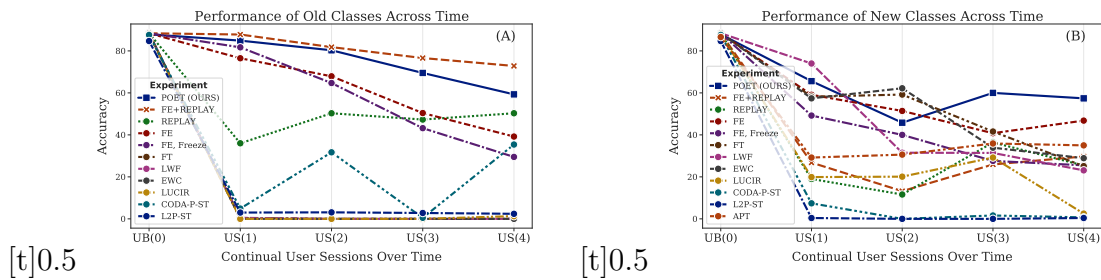 Performance of Old Classes Across Time
(A)
Accuracy
80
60
40
20
0
Experiment
POET (OURS)
FE+REPLAY
REPLAY
FE
FE, Freeze
FT
LWF
EWC
LUCIR
CODA-P-ST
L2P-ST
UB(0) US(1) US(2) US(3) US(4)
Continual User Sessions Over Time
[t]0.5
Performance of New Classes Across Time
(B)
Accuracy
80
60
40
20
0
Experiment
POET (OURS)
FE+REPLAY
REPLAY
FE
FE, Freeze
FT
LWF
EWC
LUCIR
CODA-P-ST
L2P-ST
APT
UB(0) US(1) US(2) US(3) US(4)
Continual User Sessions Over Time
[t]0.5